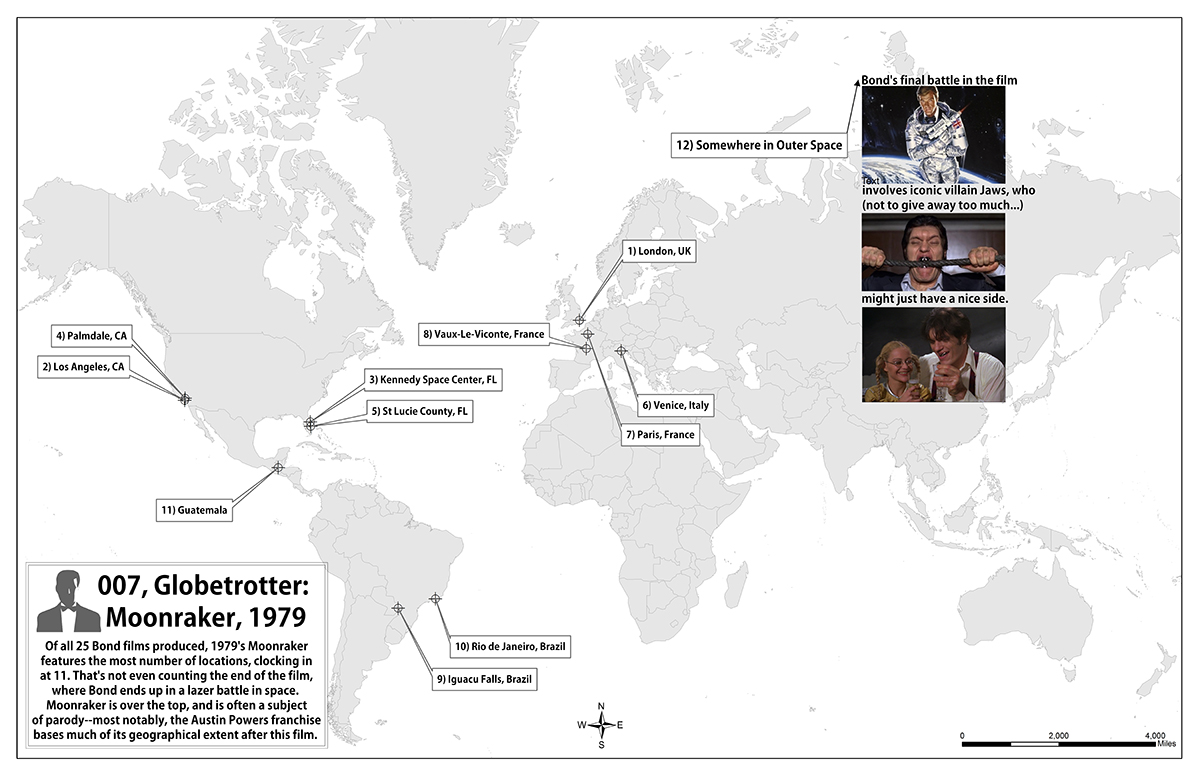 Bond's final battle in the film
12) Somewhere in Outer Space
Text
involves iconic villain Jaws, who
(not to give away too much...)
might just have a nice side.
1) London, UK
8) Vaux-Le-Viconte, France
4) Palmdale, CA
2) Los Angeles, CA
3) Kennedy Space Center, FL
5) St Lucie County, FL
6) Venice, Italy
7) Paris, France
11) Guatemala
10) Rio de Janeiro, Brazil
9) Iguacu Falls, Brazil
007, Globetrotter:
Moonraker, 1979
Of all 25 Bond films produced, 1979's Moonraker
features the most number of locations, clocking in
at 11. That's not even counting the end of the film,
where Bond ends up in a lazer battle in space.
Moonraker is over the top, and is often a subject
of parody--most notably, the Austin Powers franchise
bases much of its geographical extent after this film.
N
W E
S
0 2,000 4,000
Miles